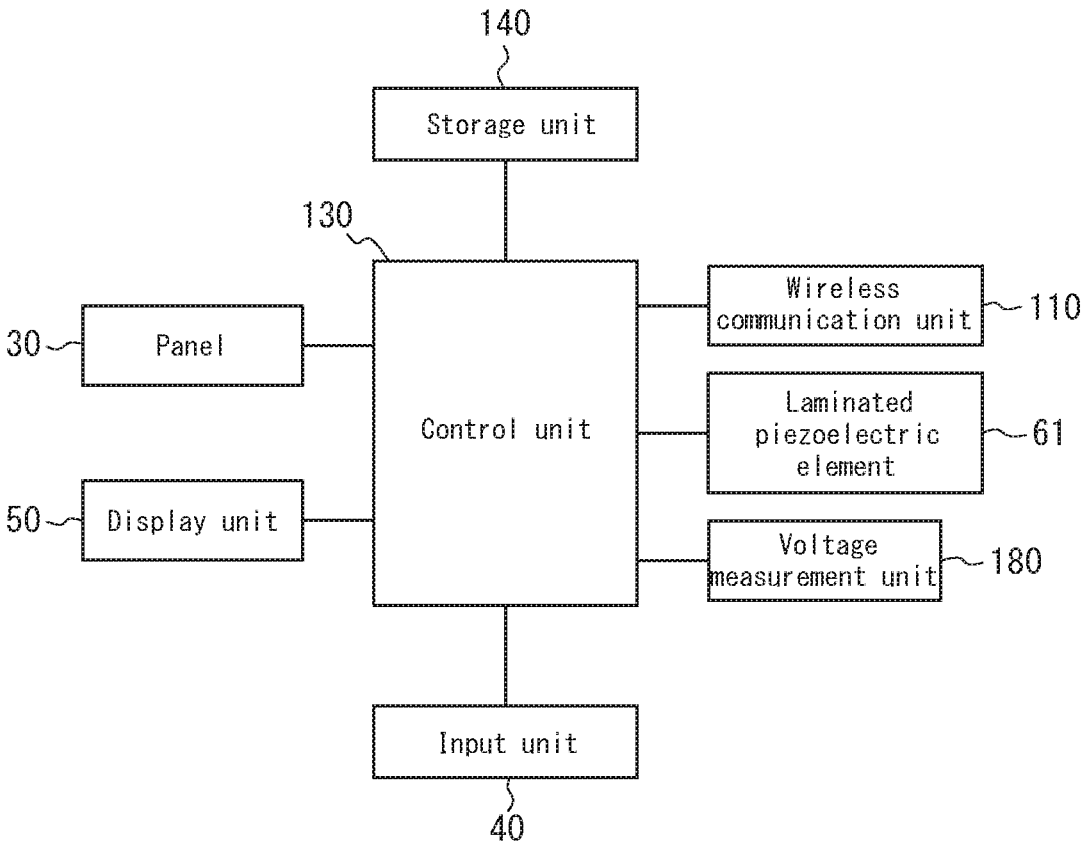 140
Storage unit
130
Wireless
communication unit
110
30
Panel
Laminated
piezoelectric
element
61
Control unit
50
Display unit
Voltage
measurement unit
180
Input unit
40